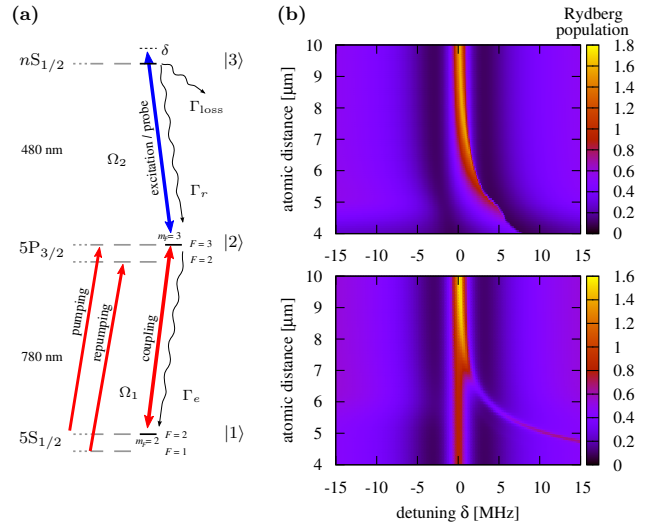 (a)
nS1/2
δ
|3⟩
Γloss
480 nm
Ω2
excitation / probe
Γr
mF= 3
F= 3
5P3/2
|2⟩
F= 2
pumping
repumping
coupling
780 nm
Ω1
Γe
5S1/2
F= 2
|1⟩
mF= 2
F= 1
(b)
Rydberg
population
atomic distance [μm]
10
9
8
7
6
5
4
-15 -10 -5 0 5 10 15
1.8
1.6
1.4
1.2
1
0.8
0.6
0.4
0.2
0
atomic distance [μm]
10
9
8
7
6
5
4
-15 -10 -5 0 5 10 15
detuning δ [MHz]
1.6
1.4
1.2
1
0.8
0.6
0.4
0.2
0